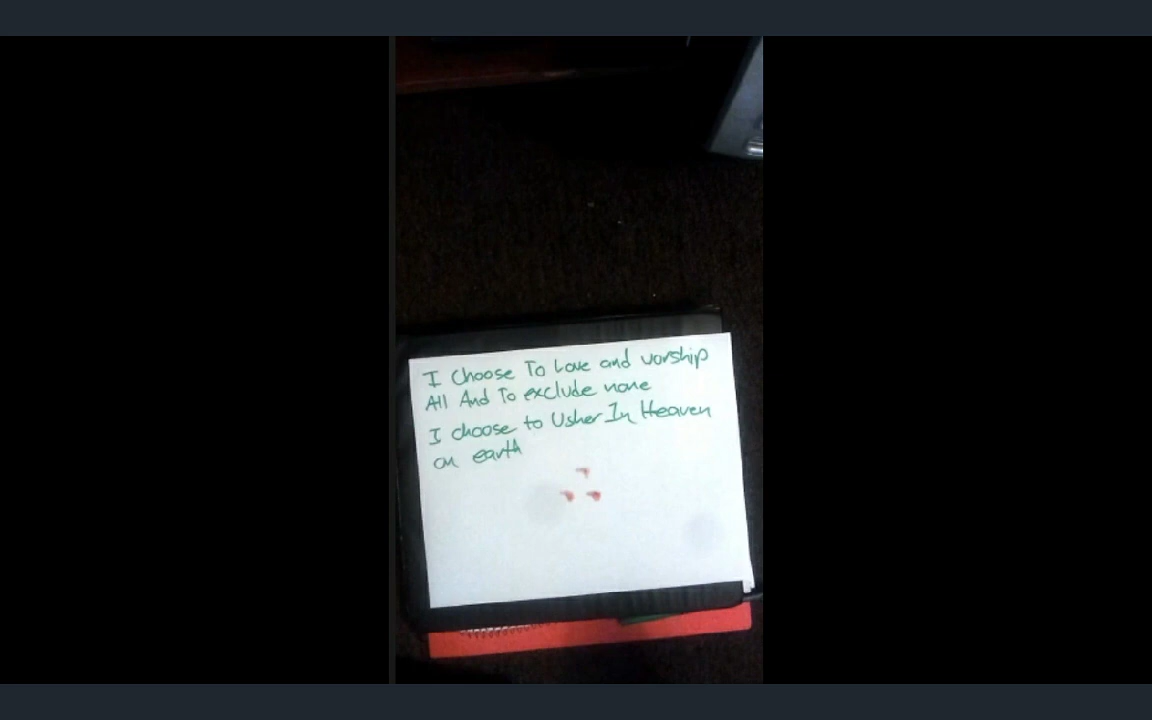 I Choose To Love and worship
All And To exclude none
I choose to Usher In Heaven
on earth